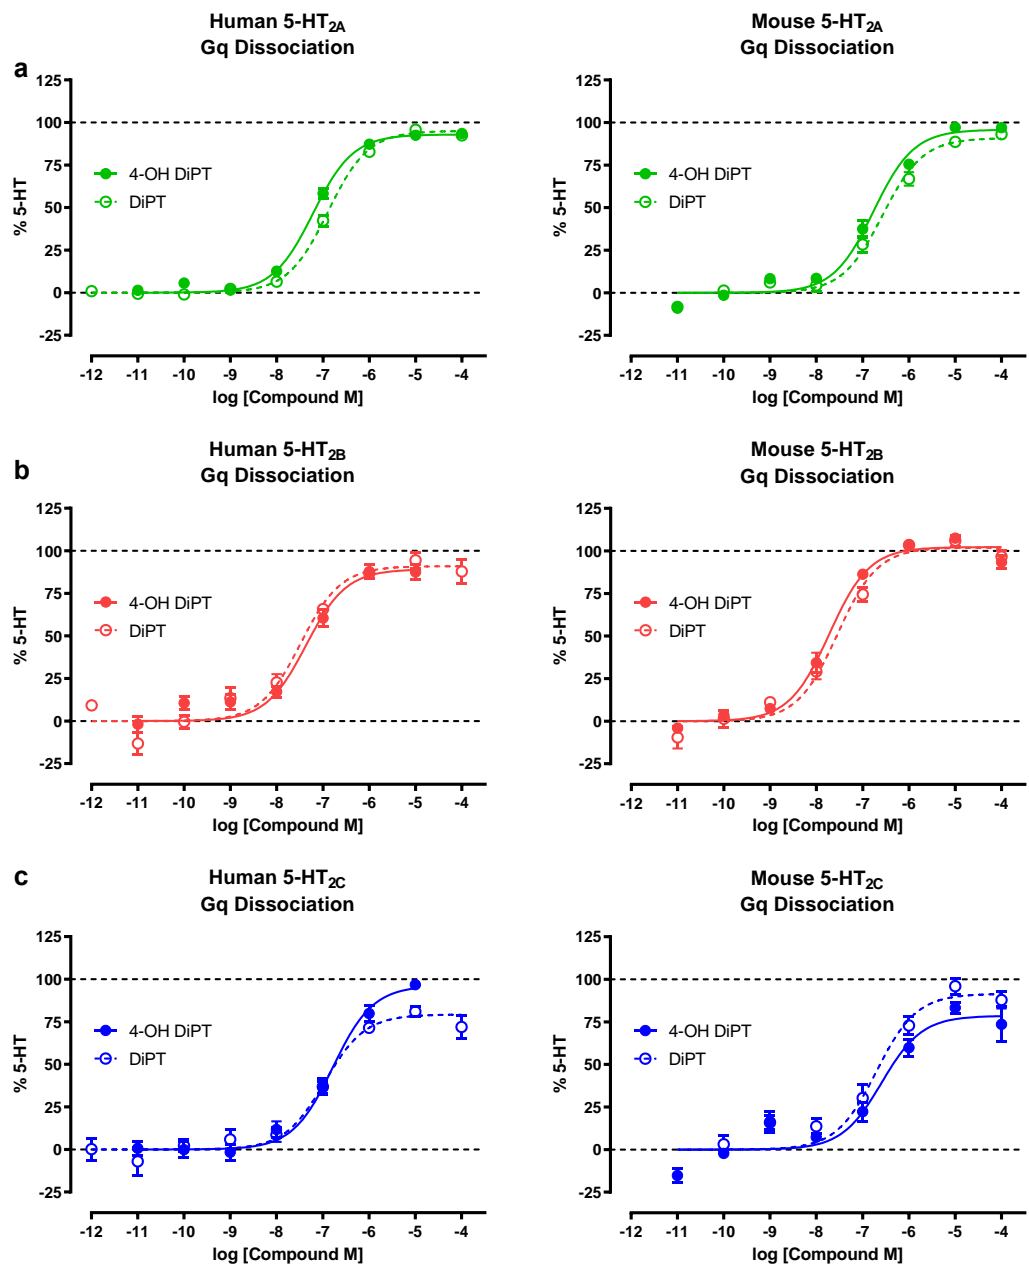 a
Human 5-HT2A
Gq Dissociation
125
100
75
50
25
0
-25
% 5-HT
4-OH DiPT
DiPT
-12 -11 -10 -9 -8 -7 -6 -5 -4
log [Compound M]
Mouse 5-HT2A
Gq Dissociation
125
100
75
50
25
0
-25
% 5-HT
4-OH DiPT
DiPT
-12 -11 -10 -9 -8 -7 -6 -5 -4
log [Compound M]
b
Human 5-HT2B
Gq Dissociation
125
100
75
50
25
0
-25
% 5-HT
4-OH DiPT
DiPT
-12 -11 -10 -9 -8 -7 -6 -5 -4
log [Compound M]
Mouse 5-HT2B
Gq Dissociation
125
100
75
50
25
0
-25
% 5-HT
4-OH DiPT
DiPT
-12 -11 -10 -9 -8 -7 -6 -5 -4
log [Compound M]
c
Human 5-HT2C
Gq Dissociation
125
100
75
50
25
0
-25
% 5-HT
4-OH DiPT
DiPT
-12 -11 -10 -9 -8 -7 -6 -5 -4
log [Compound M]
Mouse 5-HT2C
Gq Dissociation
125
100
75
50
25
0
-25
% 5-HT
4-OH DiPT
DiPT
-12 -11 -10 -9 -8 -7 -6 -5 -4
log [Compound M]